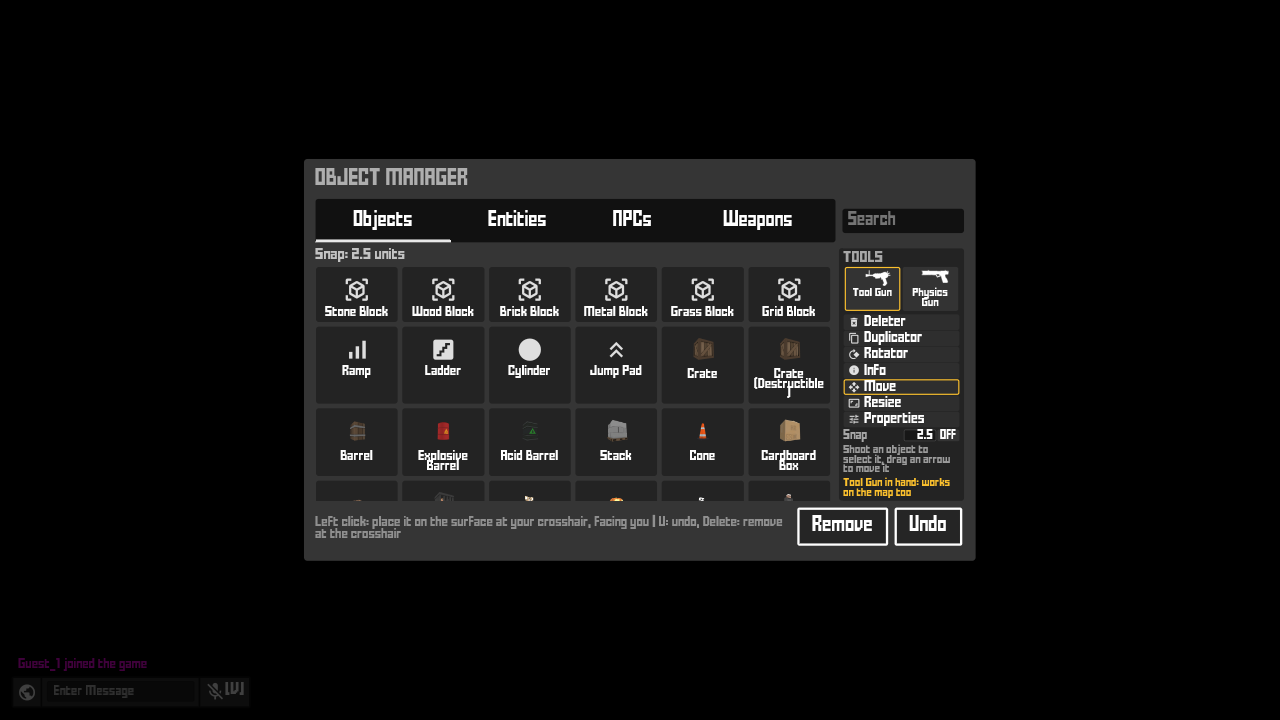 OBJECT MANAGER
Objects
Entities
NPCs
Weapons
Search
Snap: 2.5 units
TOOLS
Tool Gun
Physics
Gun
Stone Block
Wood Block
Brick Block
Metal Block
Grass Block
Grid Block
Deleter
Duplicator
Rotator
Info
Move
Resize
Properties
Ramp
Ladder
Cylinder
Jump Pad
Crate
Crate
(Destructible
)
Barrel
Explosive
Barrel
Acid Barrel
Stack
Cone
Cardboard
Box
Snap
2.5
OFF
Shoot an object to
select it, drag an arrow
to move it
Tool Gun in hand: works
on the map too
Left click: place it on the surface at your crosshair, facing you | U: undo, Delete: remove
at the crosshair
Remove
Undo
Guest_1 joined the game
Enter Message
[V]